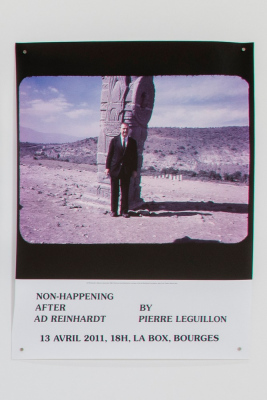 NON-HAPPENING
AFTER BY
AD REINHARDT PIERRE LEGUILLON
13 AVRIL 2011, 18H, LA BOX, BOURGES